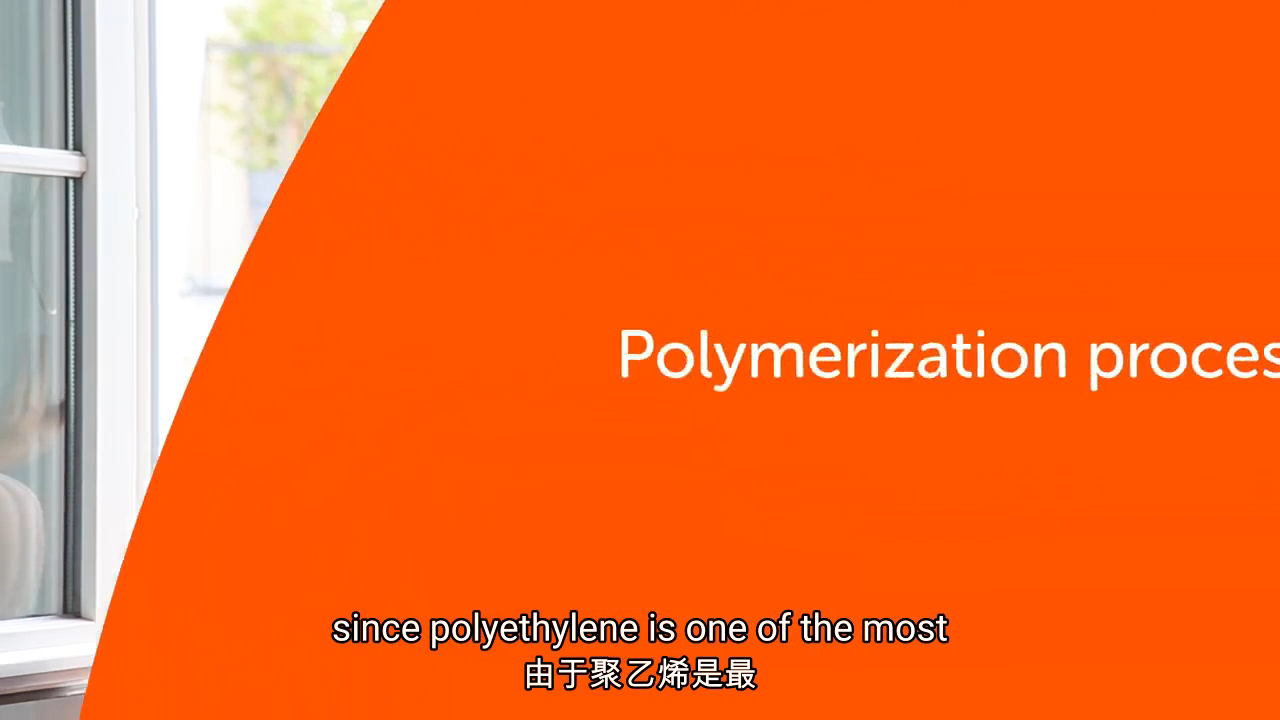 Polymerization proces
since polyethylene is one of the most
由于聚乙烯是最